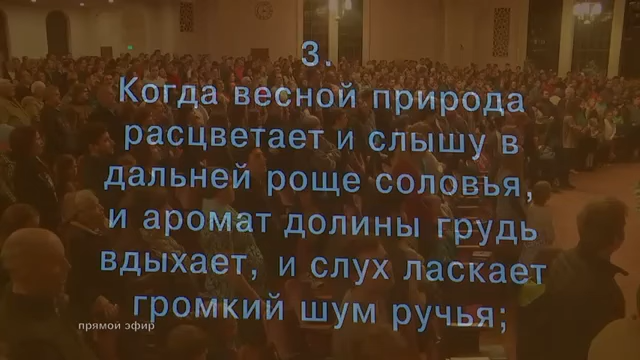 3.
Когда весной природа
расцветает и слышу в
дальней роще соловья,
и аромат долины грудь
вдыхает, и слух ласкает
громкий шум ручья;
прямой эфир